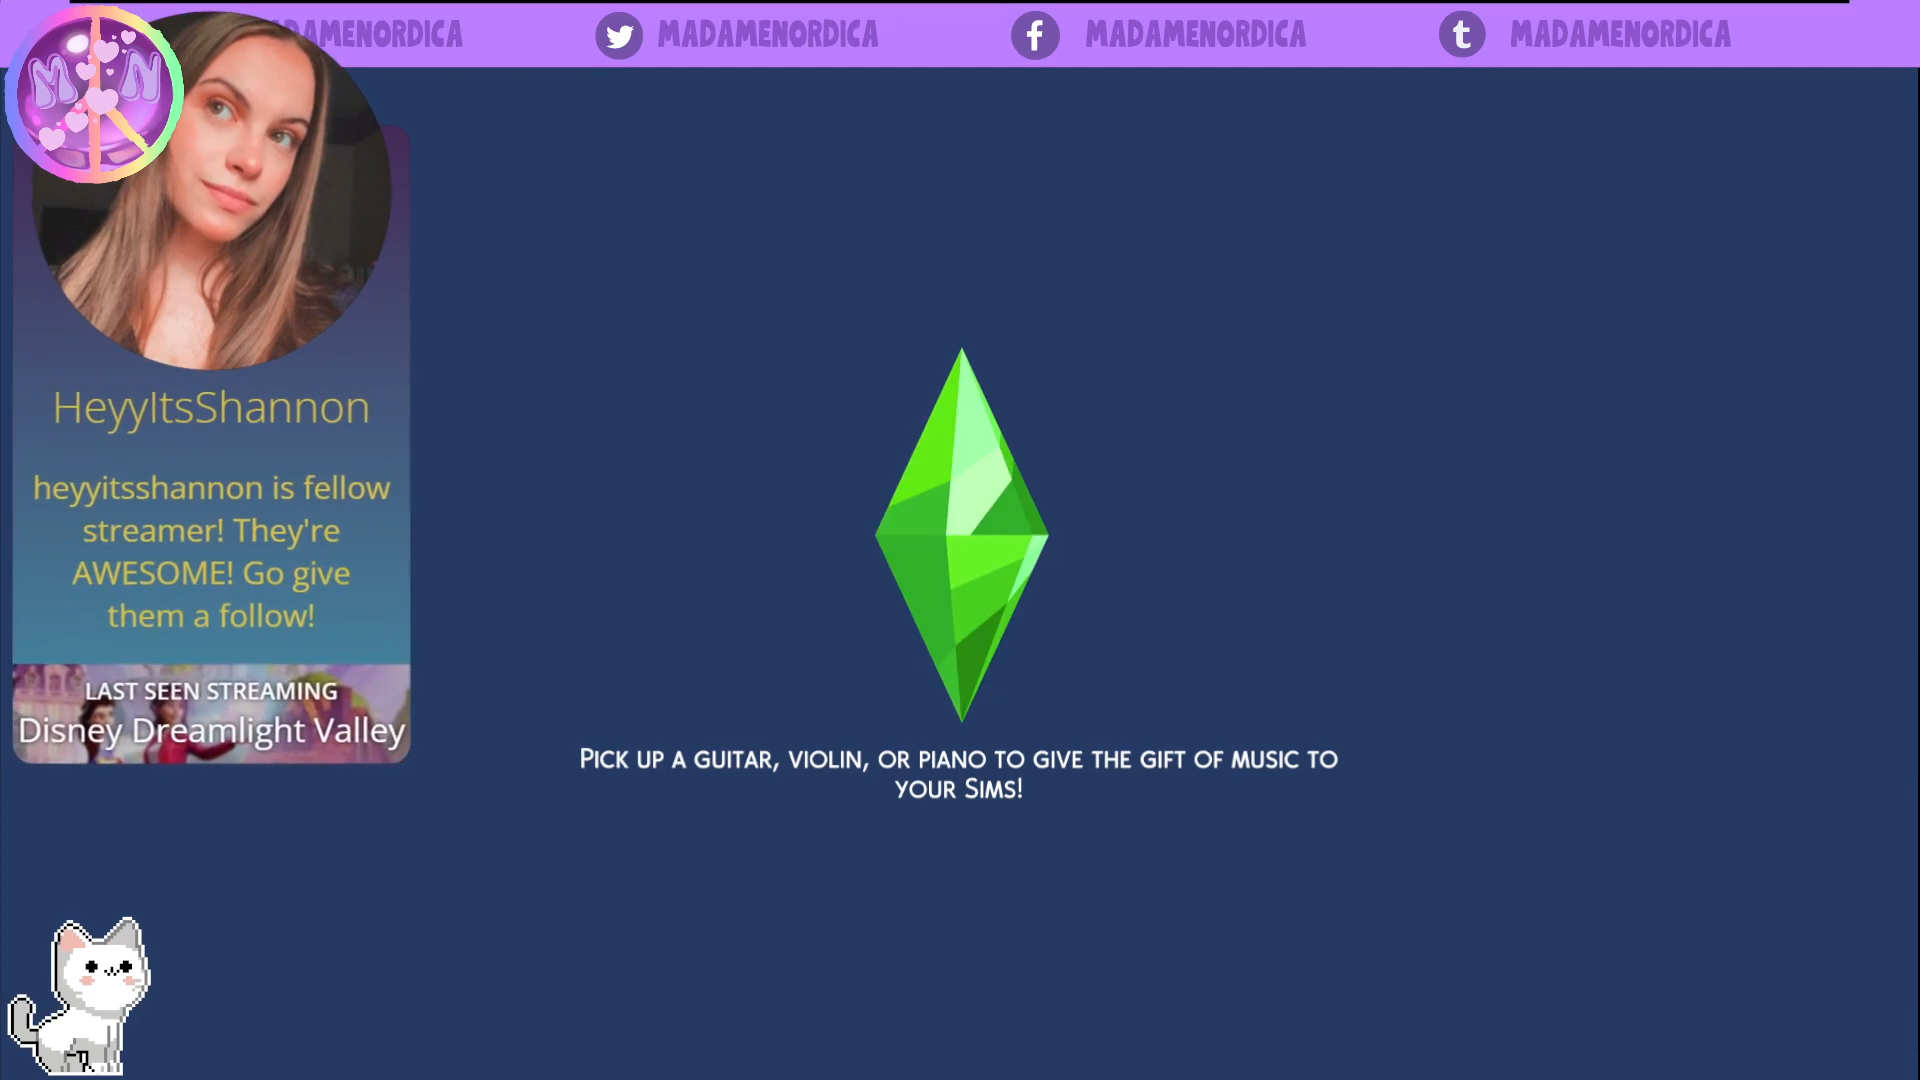 DAMENORDICA MADAMENORDICA MADAMENORDICA MADAMENORDICA
M N
HeyyItsShannon
heyyitsshannon is fellow
streamer! They're
AWESOME! Go give
them a follow!
LAST SEEN STREAMING
Disney Dreamlight Valley
Pick up a guitar, violin, or piano to give the gift of music to
your Sims!